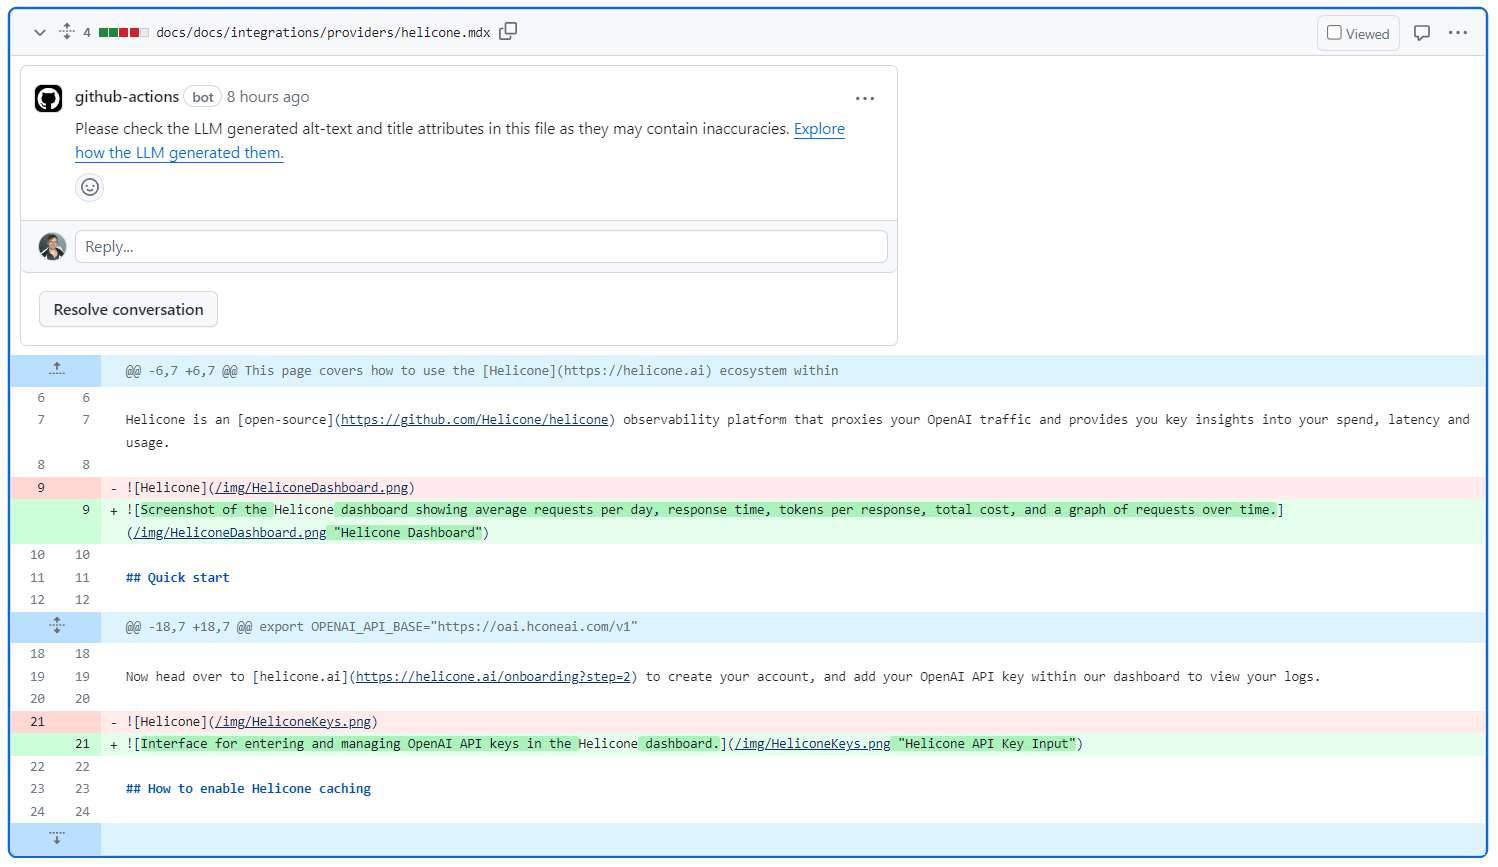 4 docs/docs/integrations/providers/helicone.mdx Viewed
github-actions bot 8 hours ago
Please check the LLM generated alt-text and title attributes in this file as they may contain inaccuracies. Explore
how the LLM generated them.
Reply...
Resolve conversation
@@ -6,7 +6,7 @@ This page covers how to use the [Helicone](https://helicone.ai) ecosystem within
6 6
7 7 Helicone is an [open-source](https://github.com/Helicone/helicone) observability platform that proxies your OpenAI traffic and provides you key insights into your spend, latency and
usage.
8 8
9 - ![Helicone](/img/HeliconeDashboard.png)
9 + ![Screenshot of the Helicone dashboard showing average requests per day, response time, tokens per response, total cost, and a graph of requests over time.]
(/img/HeliconeDashboard.png "Helicone Dashboard")
10 10
11 11 ## Quick start
12 12
@@ -18,7 +18,7 @@ export OPENAI_API_BASE="https://oai.hconeai.com/v1"
18 18
19 19 Now head over to [helicone.ai](https://helicone.ai/onboarding?step=2) to create your account, and add your OpenAI API key within our dashboard to view your logs.
20 20
21 - ![Helicone](/img/HeliconeKeys.png)
21 + ![Interface for entering and managing OpenAI API keys in the Helicone dashboard.](/img/HeliconeKeys.png "Helicone API Key Input")
22 22
23 23 ## How to enable Helicone caching
24 24